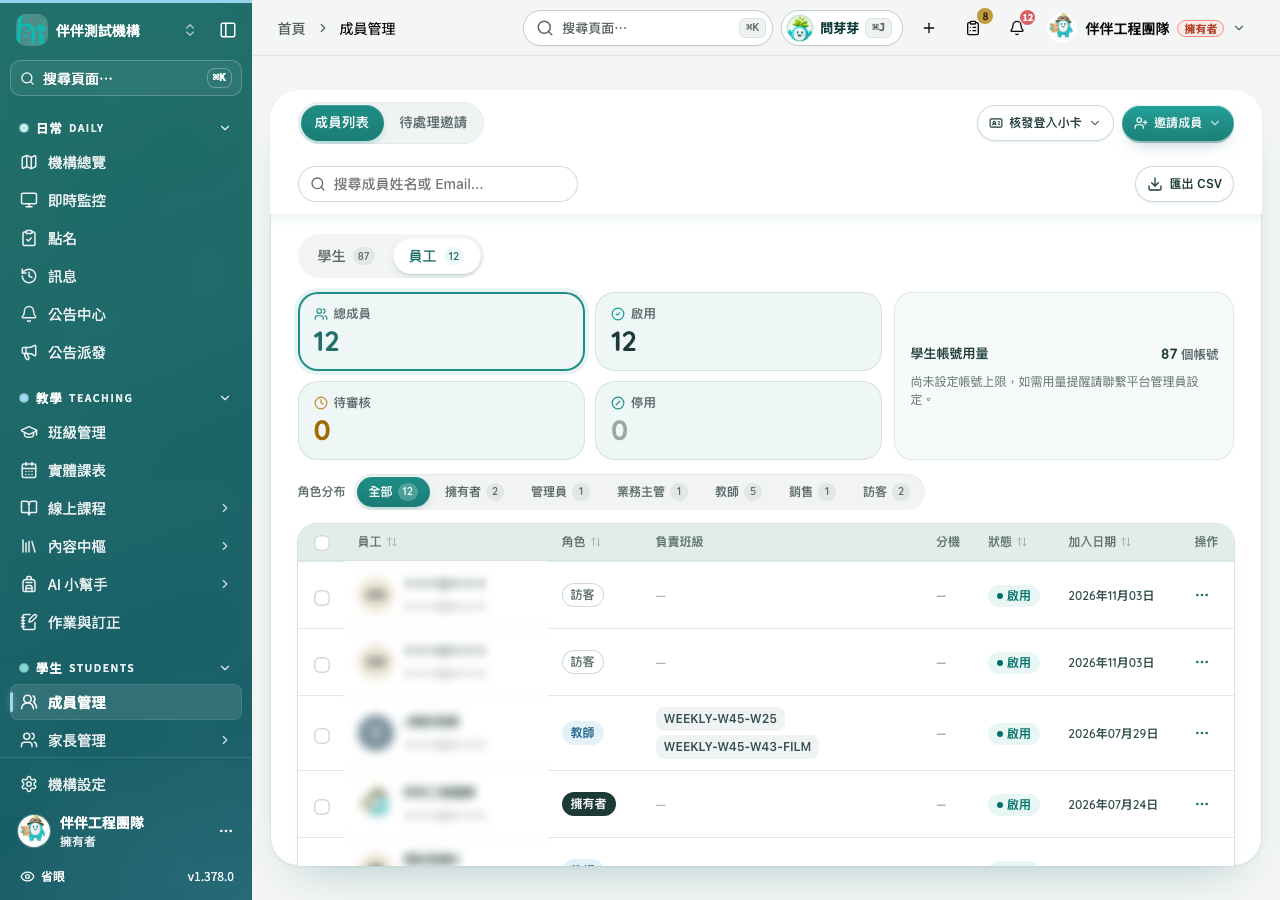 伴伴測試機構
搜尋頁面… ⌘K
日常 DAILY
機構總覽
即時監控
點名
訊息
公告中心
公告派發
教學 TEACHING
班級管理
實體課表
線上課程
內容中樞
AI 小幫手
作業與訂正
學生 STUDENTS
成員管理
家長管理
機構設定
伴伴工程團隊
擁有者
省眼 v1.378.0
首頁 成員管理
搜尋頁面… ⌘K
問芽芽 ⌘J
8
12
伴伴工程團隊 擁有者
成員列表 待處理邀請
核發登入小卡 邀請成員
搜尋成員姓名或 Email...
匯出 CSV
學生 87 員工 12
總成員
12
啟用
12
待審核
0
停用
0
學生帳號用量 87 個帳號
尚未設定帳號上限，如需用量提醒請聯繫平台管理員設
定。
角色分布 全部 12 擁有者 2 管理員 1 業務主管 1 教師 5 銷售 1 訪客 2
員工 角色 負責班級 分機 狀態 加入日期 操作
訪客 — — 啟用 2026年11月03日
訪客 — — 啟用 2026年11月03日
教師 WEEKLY-W45-W25 — 啟用 2026年07月29日
WEEKLY-W45-W43-FILM
擁有者 — — 啟用 2026年07月24日